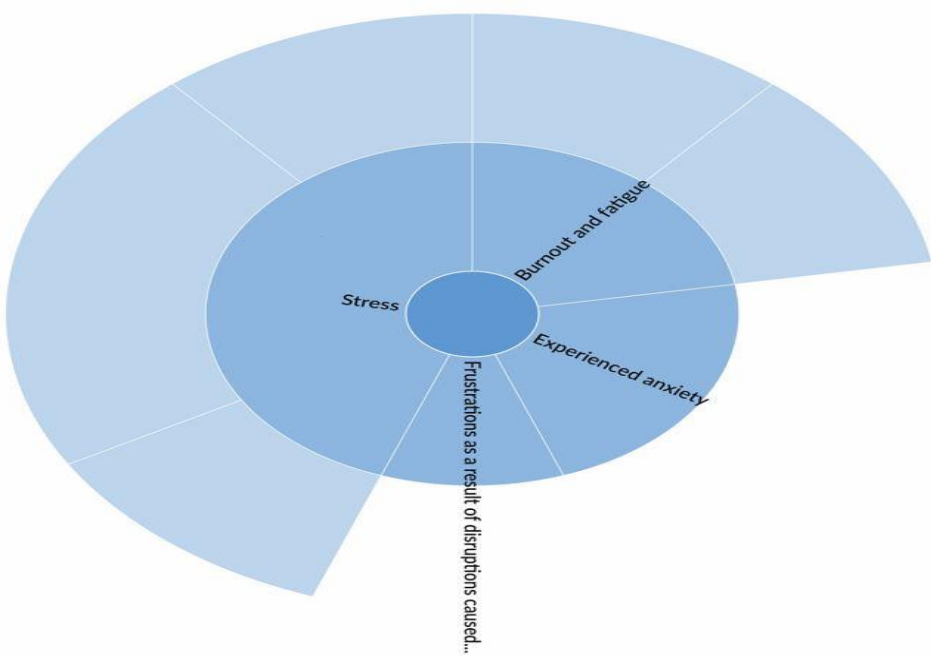 Burnout and fatigue
Stress
Experienced anxiety
Frustrations as a result of disruptions caused...